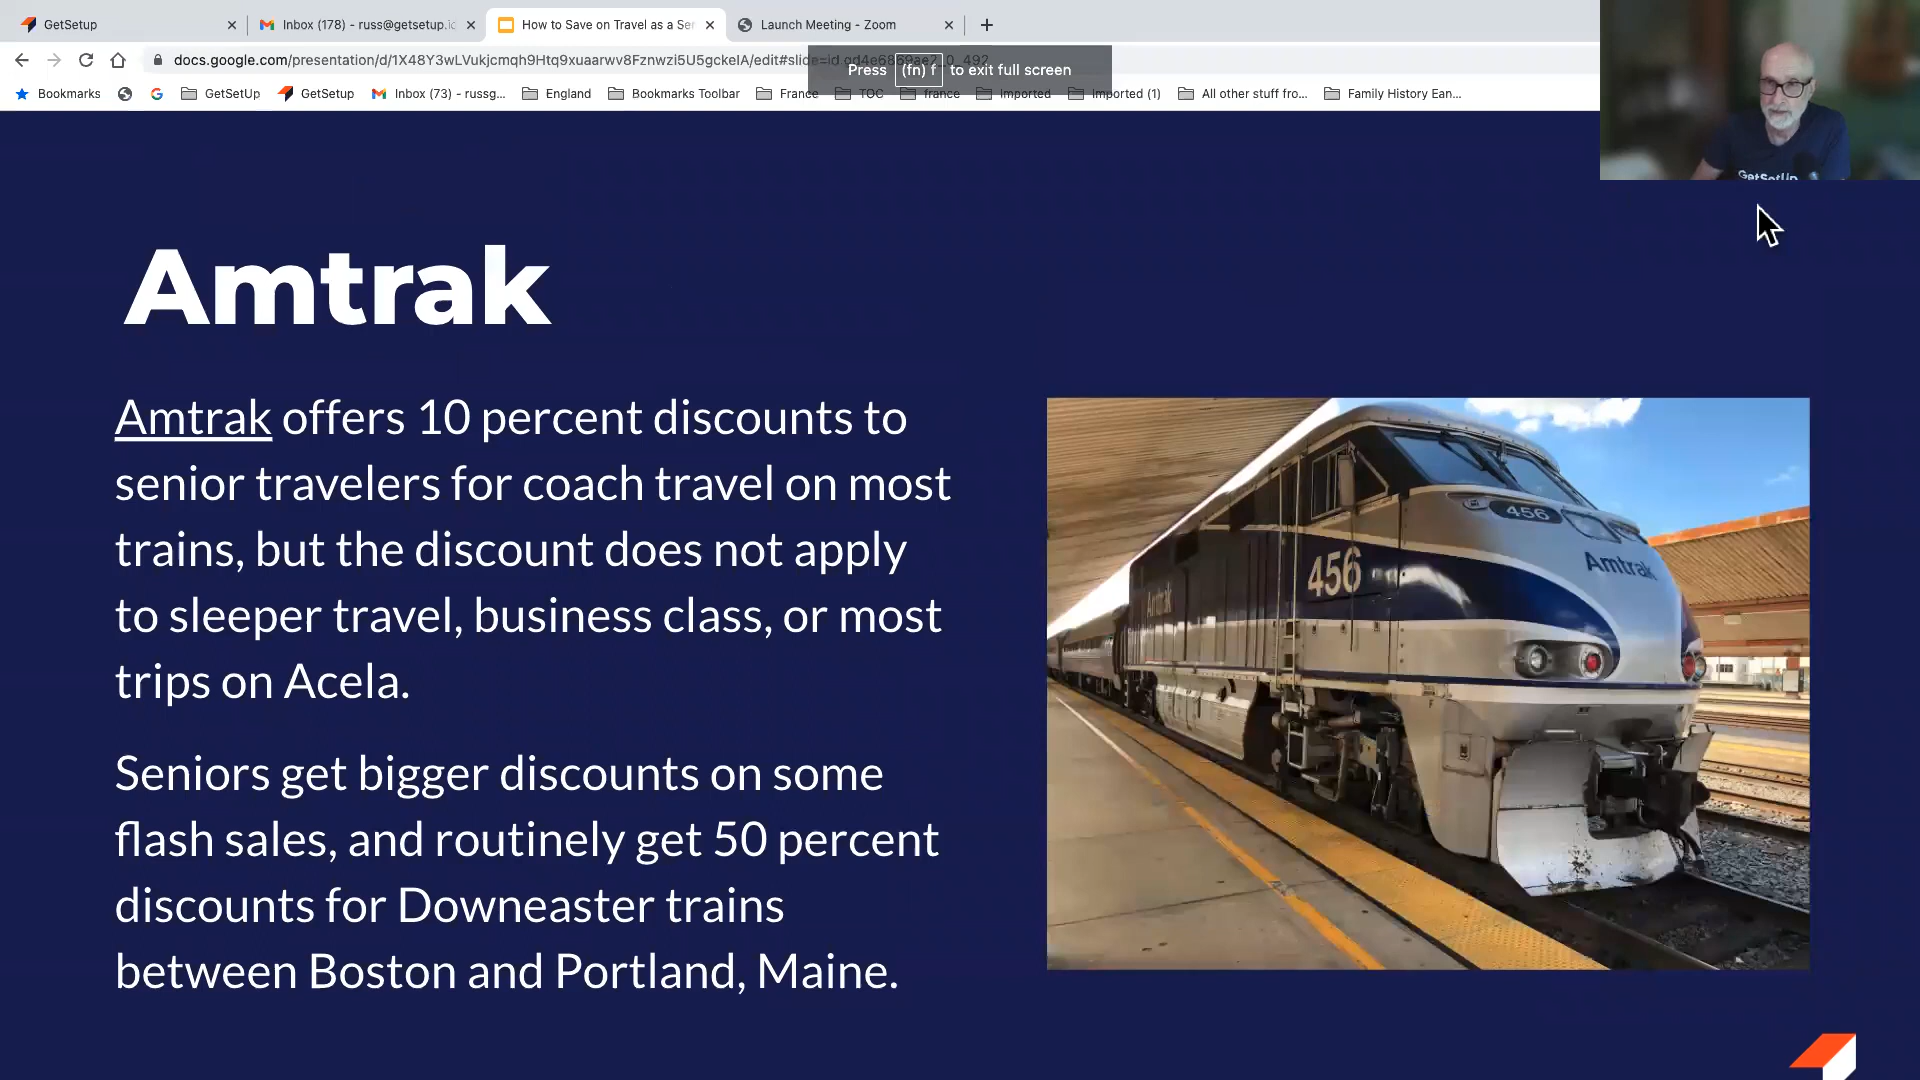 GetSetup
Inbox (178) - russ@getsetup.io
How to Save on Travel as a Sen
Launch Meeting - Zoom
docs.google.com/presentation/d/1X48Y3wLVukjcmqh9Htq9xuaarwv8Fznwzi5U5gckeIA/edit#slide=id.
Press (fn) f to exit full screen
Bookmarks
GetSetUp
GetSetup
Inbox (73) - russg...
England
Bookmarks Toolbar
France
TOC
france
Imported
Imported (1)
All other stuff fro...
Family History Ean...
GetSetUp
Amtrak
Amtrak offers 10 percent discounts to
senior travelers for coach travel on most
trains, but the discount does not apply
to sleeper travel, business class, or most
trips on Acela.
Seniors get bigger discounts on some
flash sales, and routinely get 50 percent
discounts for Downeaster trains
between Boston and Portland, Maine.
456
Amtrak
456
Amtrak